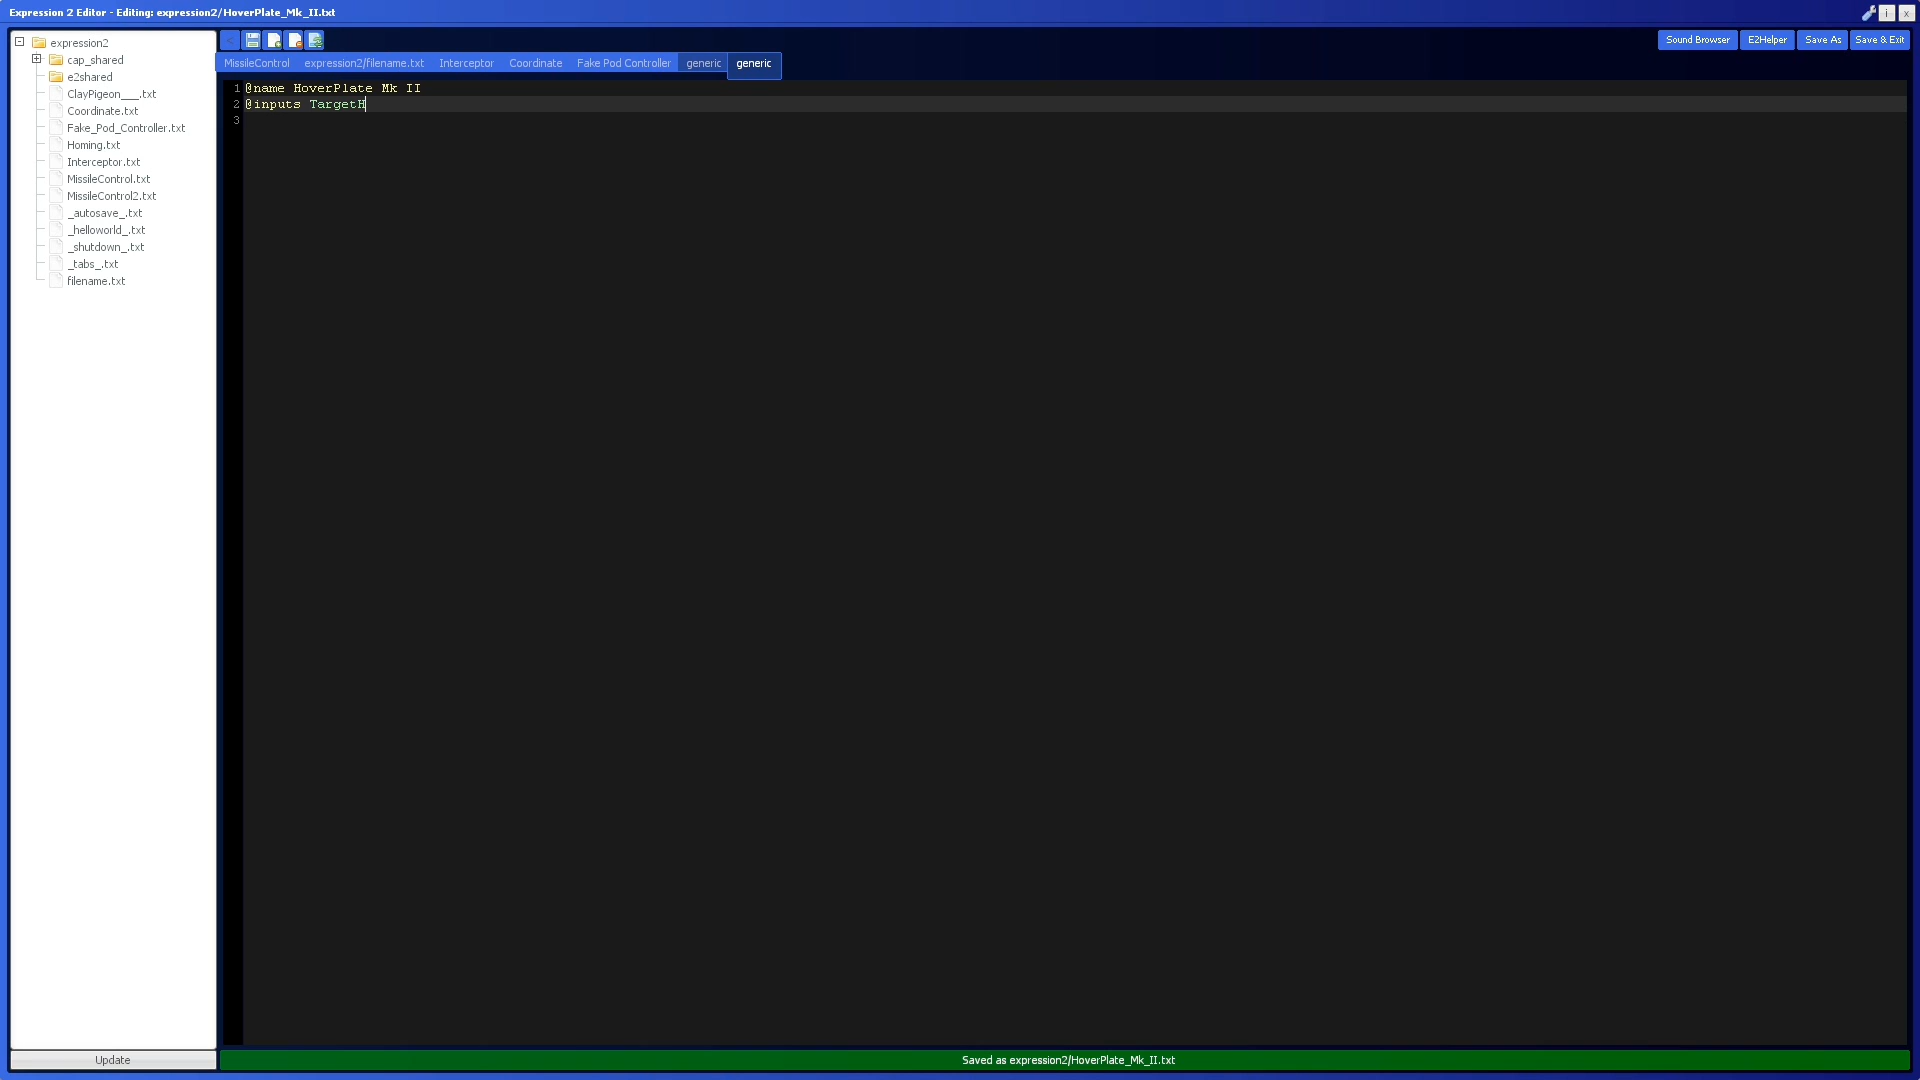 Expression 2 Editor - Editing: expression2/HoverPlate_Mk_II.txt
i x
expression2
cap_shared
e2shared
ClayPigeon___.txt
Coordinate.txt
Fake_Pod_Controller.txt
Homing.txt
Interceptor.txt
MissileControl.txt
MissileControl2.txt
_autosave_.txt
_helloworld_.txt
_shutdown_.txt
_tabs_.txt
filename.txt
Update
< Sound Browser E2Helper Save As Save & Exit
MissileControl expression2/filename.txt Interceptor Coordinate Fake Pod Controller generic generic
1 @name HoverPlate Mk II
2 @inputs TargetH
3
Saved as expression2/HoverPlate_Mk_II.txt